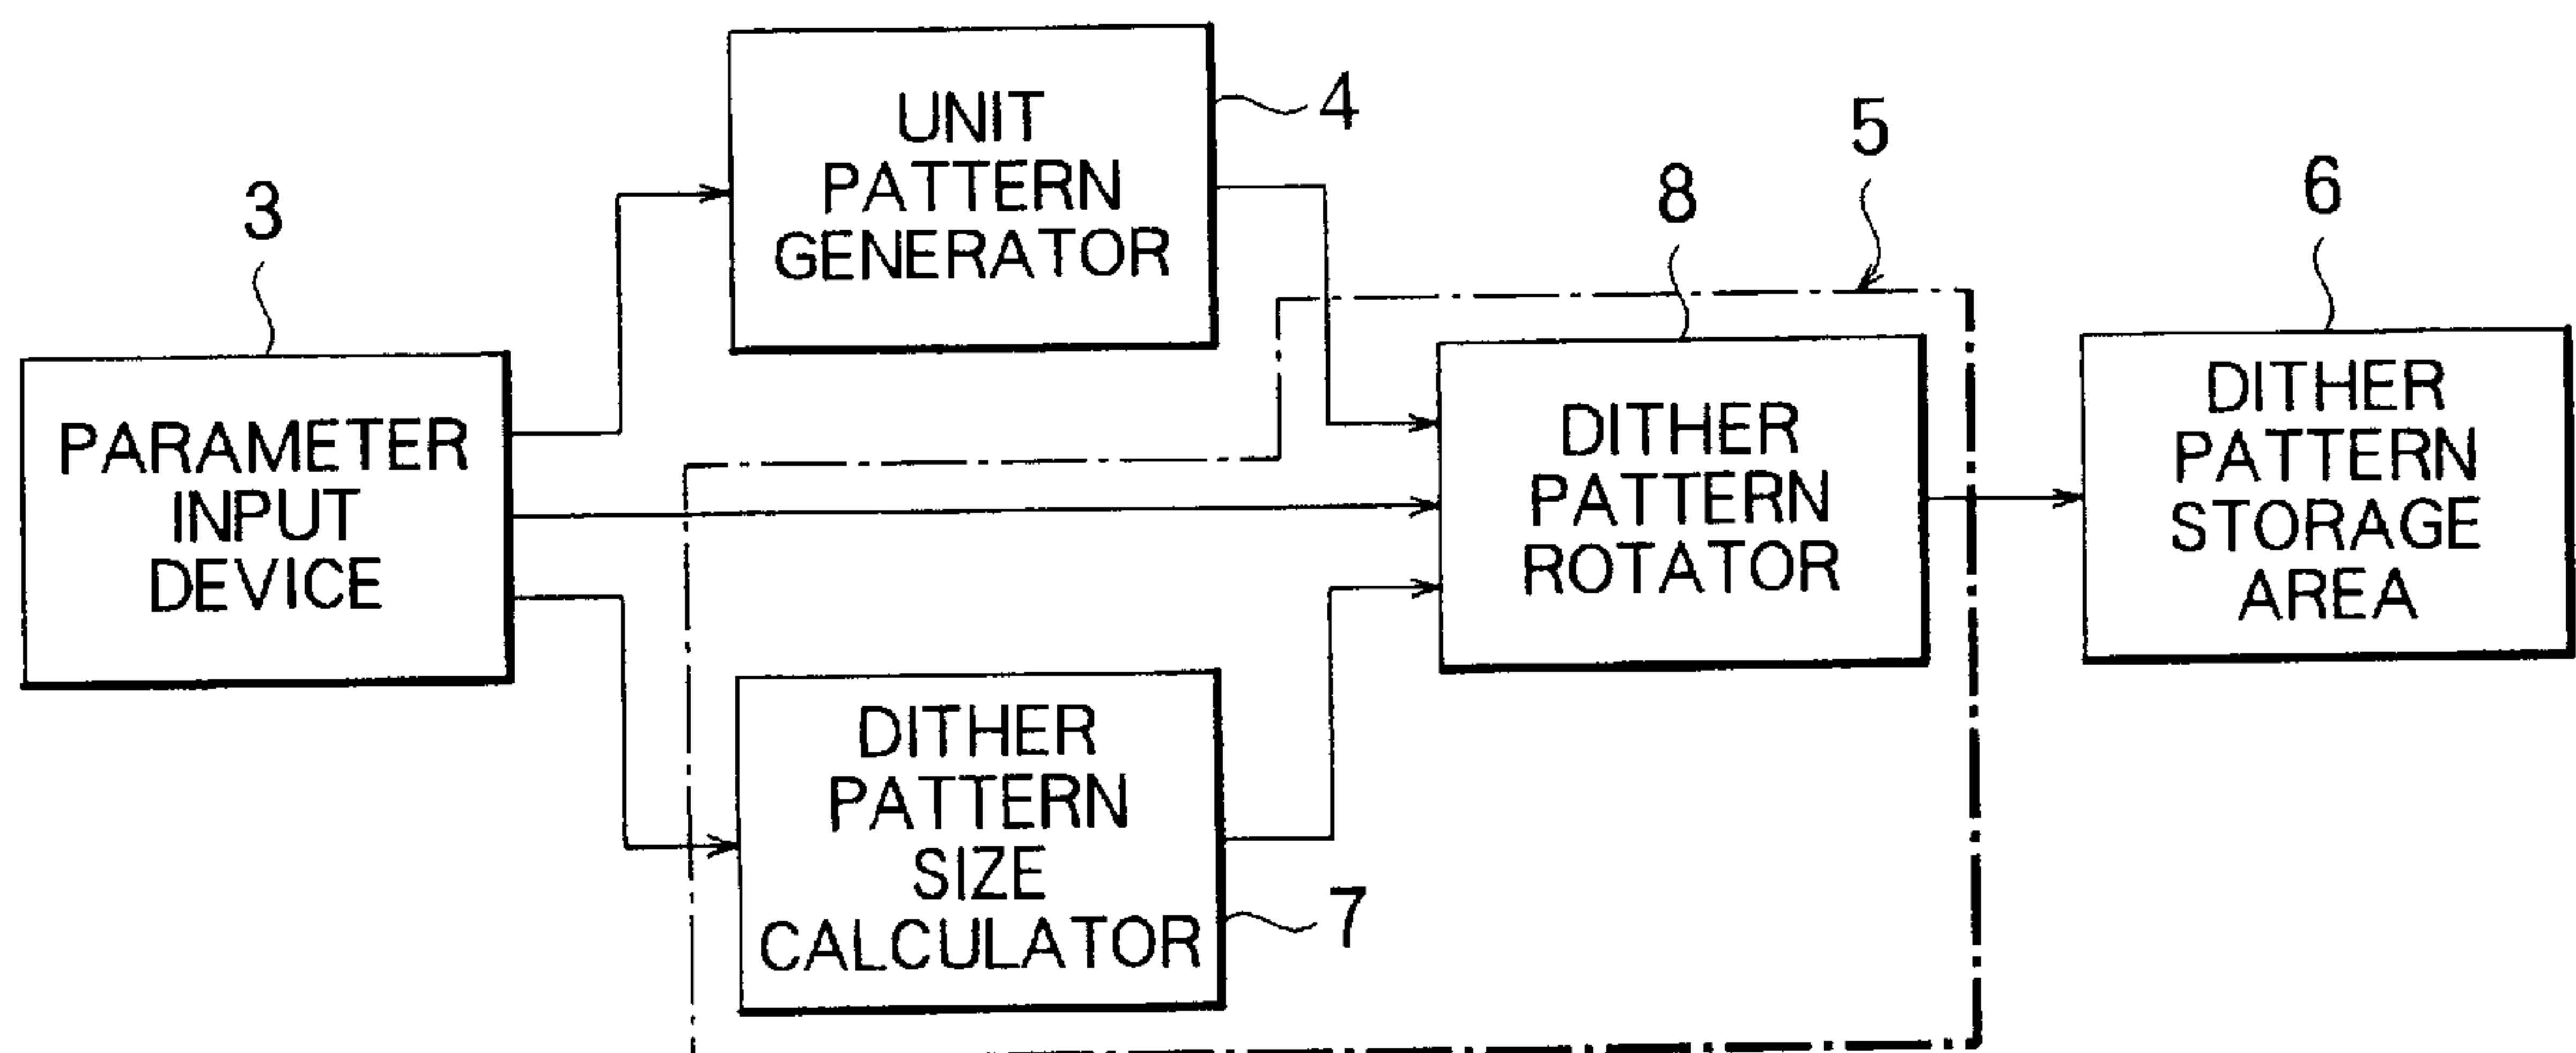 4
UNIT
PATTERN
GENERATOR
5
3
8
6
PARAMETER
INPUT
DEVICE
DITHER
PATTERN
ROTATOR
DITHER
PATTERN
STORAGE
AREA
DITHER
PATTERN
SIZE
CALCULATOR
7